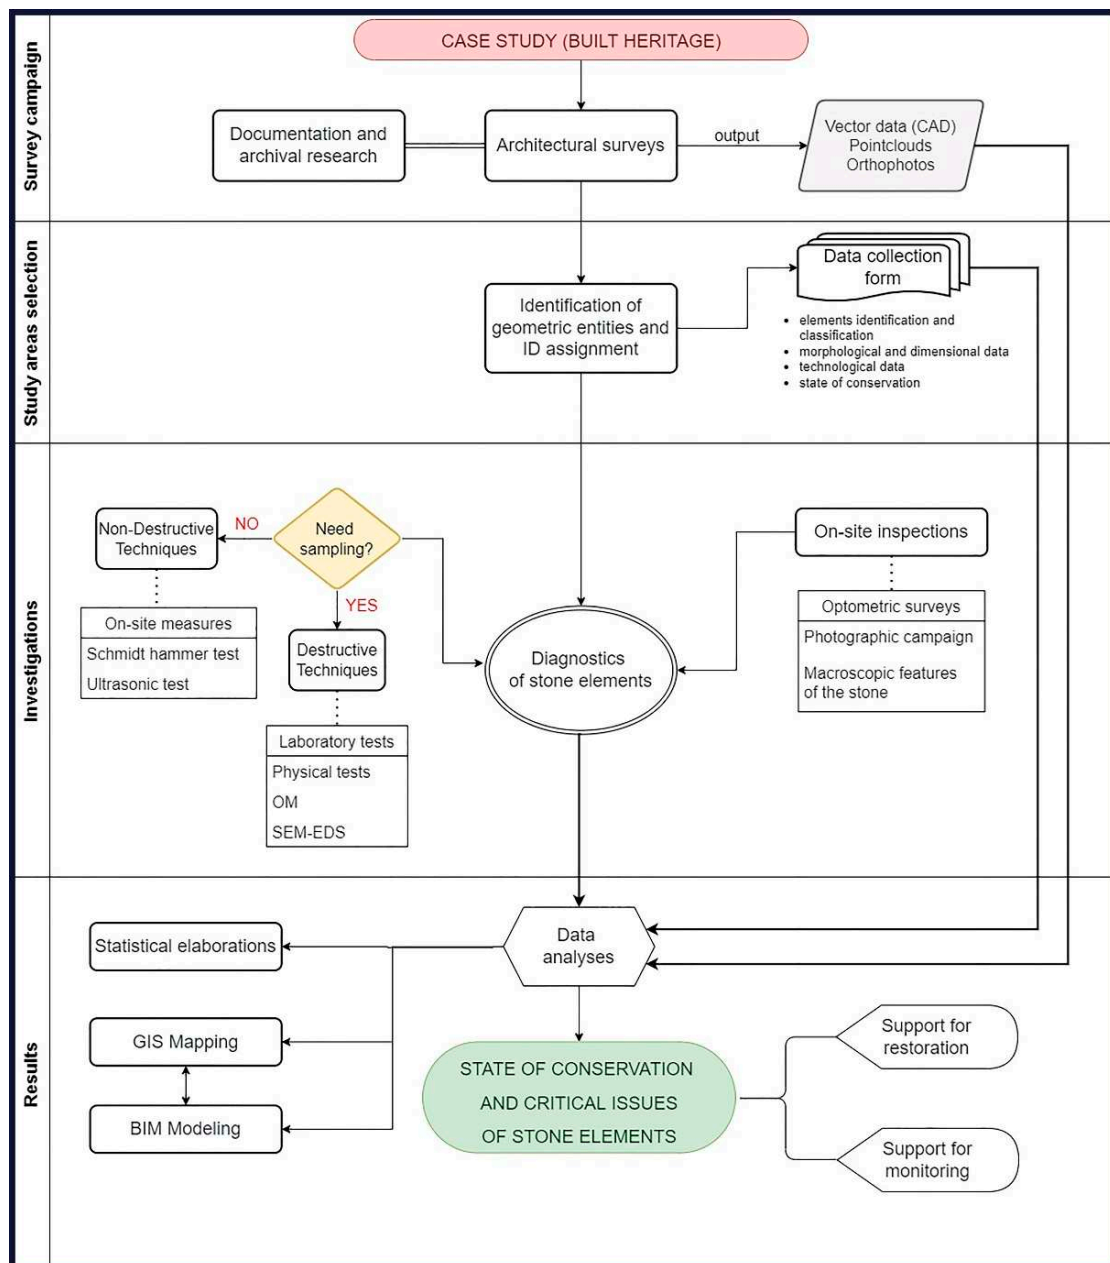 Survey campaign
CASE STUDY (BUILT HERITAGE)
Documentation and
archival research
Architectural surveys
output
Vector data (CAD)
Pointclouds
Orthophotos
Study areas selection
Identification of
geometric entities and
ID assignment
Data collection
form
• elements identification and
classification
• morphological and dimensional data
• technological data
• state of conservation
Investigations
Non-Destructive
Techniques
NO
Need
sampling?
YES
On-site measures
Schmidt hammer test
Ultrasonic test
Destructive
Techniques
Laboratory tests
Physical tests
OM
SEM-EDS
Diagnostics
of stone elements
On-site inspections
Optometric surveys
Photographic campaign
Macroscopic features
of the stone
Results
Data
analyses
Statistical elaborations
GIS Mapping
BIM Modeling
STATE OF CONSERVATION
AND CRITICAL ISSUES
OF STONE ELEMENTS
Support for
restoration
Support for
monitoring